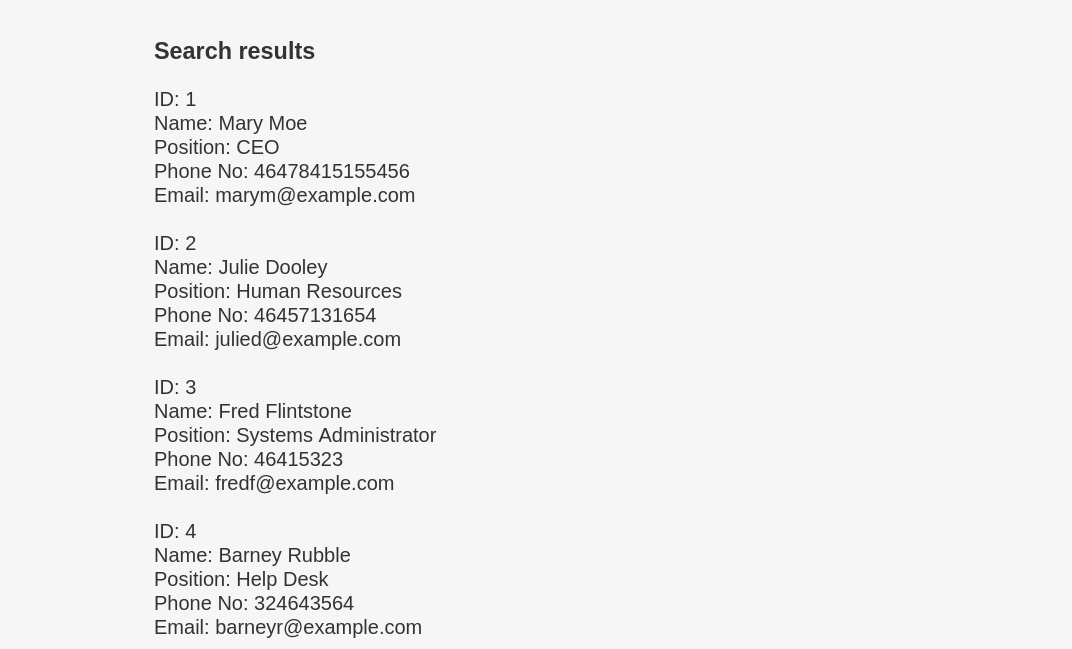 Search results
ID: 1
Name: Mary Moe
Position: CEO
Phone No: 46478415155456
Email: marym@example.com
ID: 2
Name: Julie Dooley
Position: Human Resources
Phone No: 46457131654
Email: julied@example.com
ID: 3
Name: Fred Flintstone
Position: Systems Administrator
Phone No: 46415323
Email: fredf@example.com
ID: 4
Name: Barney Rubble
Position: Help Desk
Phone No: 324643564
Email: barneyr@example.com